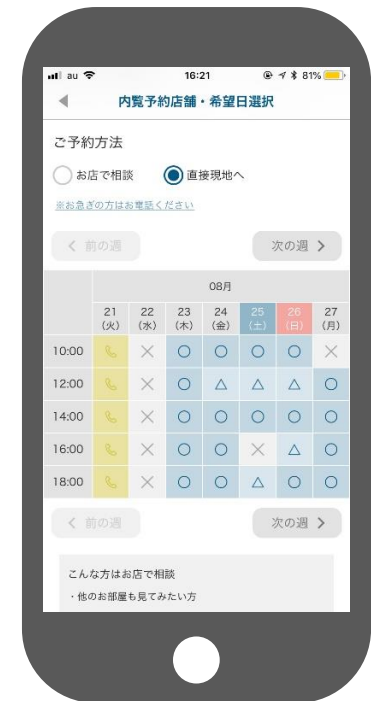 au 16:21 81%
内覧予約店舗・希望日選択
ご予約方法
お店で相談 直接現地へ
※お急ぎの方はお電話ください
前の週 次の週
08月
21 22 23 24 25 26 27
(火) (水) (木) (金) (土) (日) (月)
10:00 × ○ ○ ○ ○ ×
12:00 × ○ △ △ △ ○
14:00 × ○ ○ ○ ○ ○
16:00 × ○ ○ × △ ○
18:00 × ○ ○ △ ○ ○
前の週 次の週
こんな方はお店で相談
・他のお部屋も見てみたい方